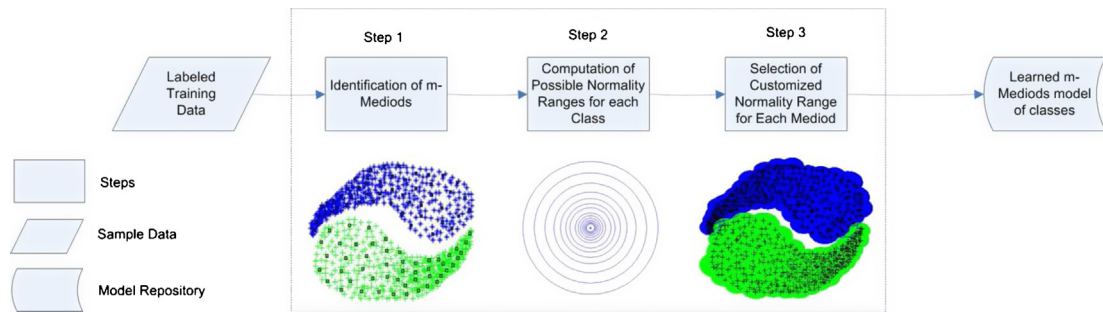 Step 1
Step 2
Step 3
Labeled
Training
Data
Identification of m-
Mediods
Computation of
Possible Normality
Ranges for each
Class
Selection of
Customized
Normality Range
for Each Mediod
Learned m-
Mediods model
of classes
Steps
Sample Data
Model Repository